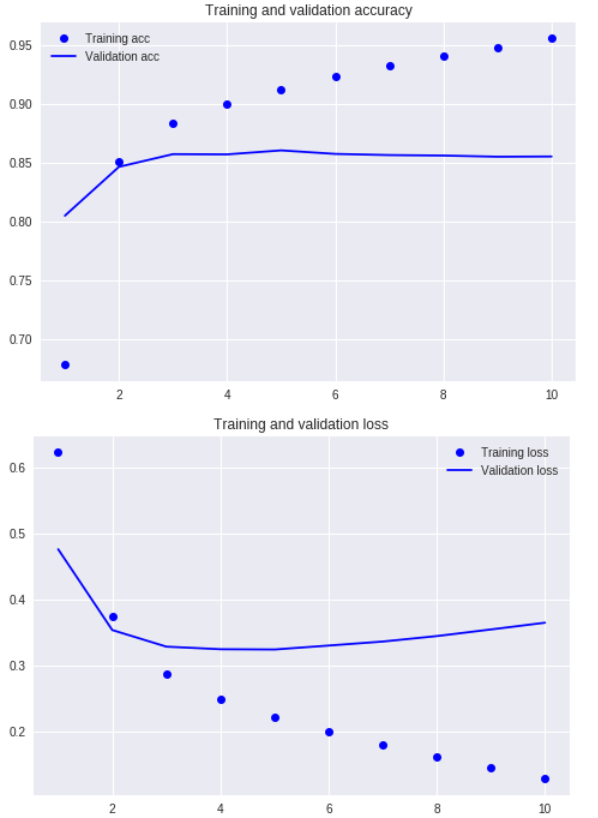 Training and validation accuracy
0.95
Training acc
Validation acc
0.90
0.85
0.80
0.75
0.70
2 4 6 8 10
Training and validation loss
0.6
Training loss
Validation loss
0.5
0.4
0.3
0.2
2 4 6 8 10